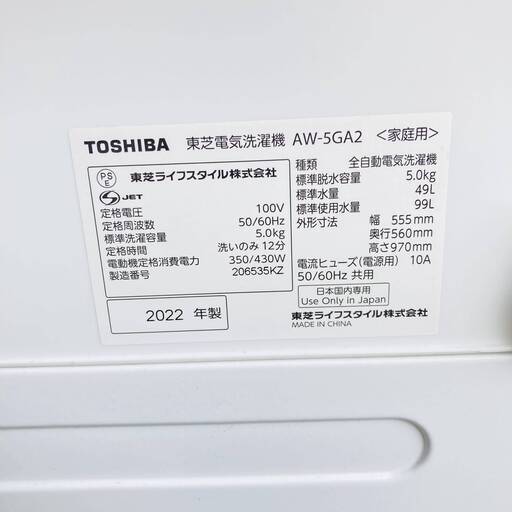 TOSHIBA 東芝電気洗濯機 AW-5GA2 <家庭用>
PS
E
東芝ライフスタイル株式会社
S JET
定格電圧 100V
定格周波数 50/60Hz
標準洗濯容量 5.0kg
定格時間 洗いのみ 12分
電動機定格消費電力 350/430W
製造番号 206535KZ
2022 年製
種類 全自動電気洗濯機
標準脱水容量 5.0kg
標準水量 49L
標準使用水量 99L
外形寸法 幅 555mm
奥行560mm
高さ970mm
電流ヒューズ(電源用) 10A
50/60Hz 共用
日本国内専用
Use Only in Japan
東芝ライフスタイル株式会社
MADE IN CHINA